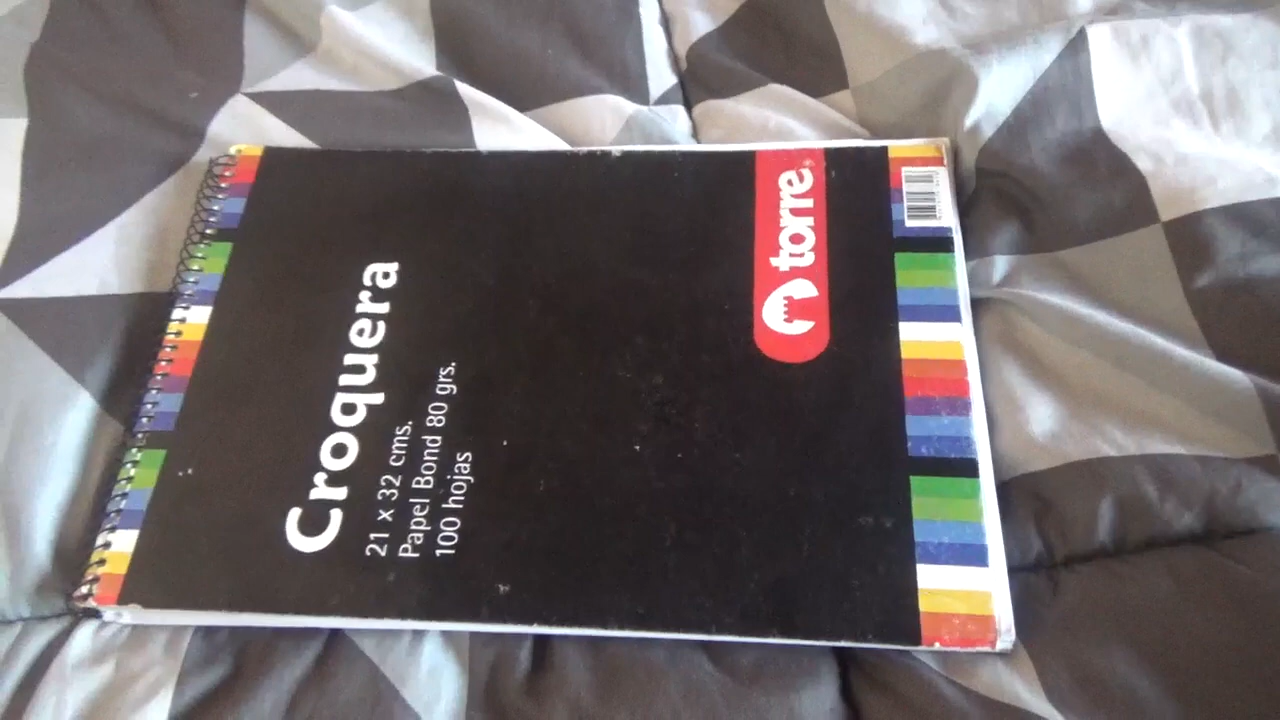 Croquera
21 x 32 cms.
Papel Bond 80 grs.
100 hojas
torre®